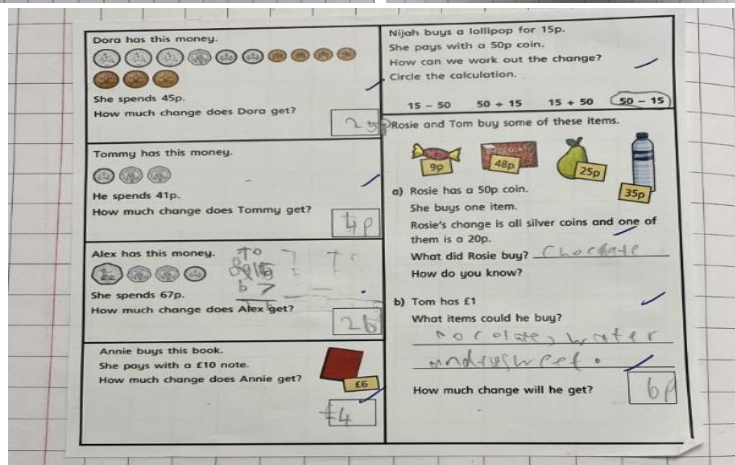 Dora has this money.
She spends 45p.
How much change does Dora get?
Tommy has this money.
He spends 41p.
How much change does Tommy get?
4p
Alex has this money.
She spends 67p.
How much change does Alex get?
26
Annie buys this book.
She pays with a £10 note.
How much change does Annie get?
£6
£4
Nijah buys a lollipop for 15p.
She pays with a 50p coin.
How can we work out the change?
Circle the calculation.
15 – 50 50 + 15 15 + 50 50 – 15
Rosie and Tom buy some of these items.
9p 48p 25p 35p
a) Rosie has a 50p coin.
She buys one item.
Rosie's change is all silver coins and one of
them is a 20p.
What did Rosie buy?
How do you know?
b) Tom has £1
What items could he buy?
water
How much change will he get?
6p